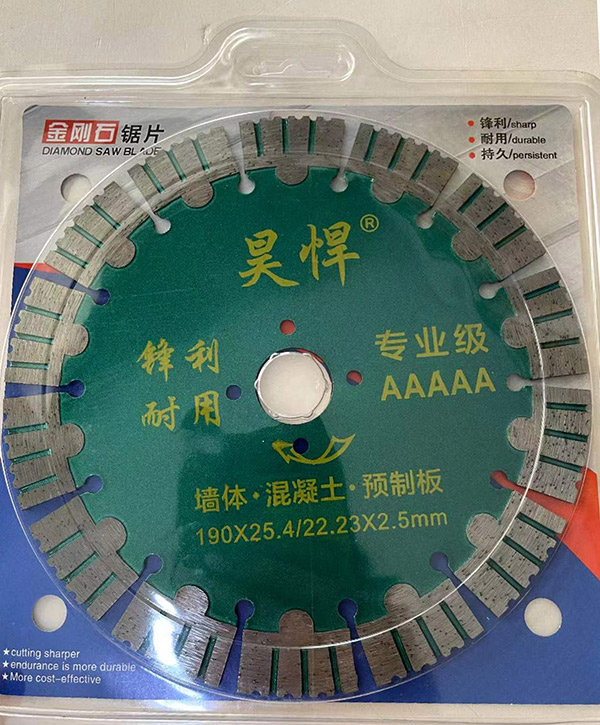 金刚石锯片
DIAMOND SAW BLADE
锋利/sharp
耐用/durable
持久/persistent
昊悍®
锋利
耐用
专业级
AAAAA
墙体·混凝土·预制板
190X25.4/22.23X2.5mm
★cutting sharper
★endurance is more durable
★More cost-effective